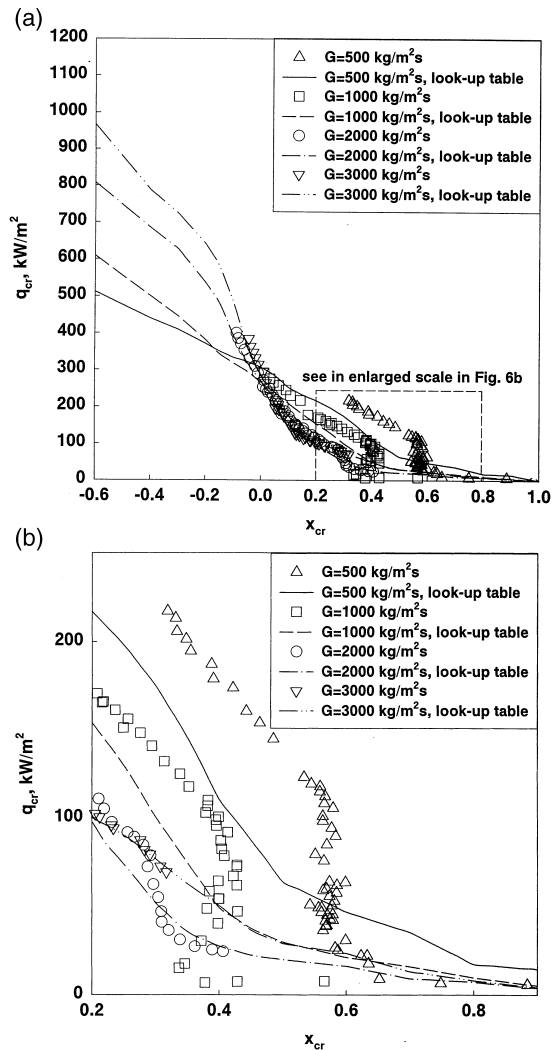 (a)
1200
1100
1000
900
800
700
600
500
400
300
200
100
0
q_cr, kW/m²
G=500 kg/m²s
G=500 kg/m²s, look-up table
G=1000 kg/m²s
G=1000 kg/m²s, look-up table
G=2000 kg/m²s
G=2000 kg/m²s, look-up table
G=3000 kg/m²s
G=3000 kg/m²s, look-up table
see in enlarged scale in Fig. 6b
-0.6 -0.4 -0.2 0.0 0.2 0.4 0.6 0.8 1.0
x_cr
(b)
200
100
0
q_cr, kW/m²
G=500 kg/m²s
G=500 kg/m²s, look-up table
G=1000 kg/m²s
G=1000 kg/m²s, look-up table
G=2000 kg/m²s
G=2000 kg/m²s, look-up table
G=3000 kg/m²s
G=3000 kg/m²s, look-up table
0.2 0.4 0.6 0.8
x_cr